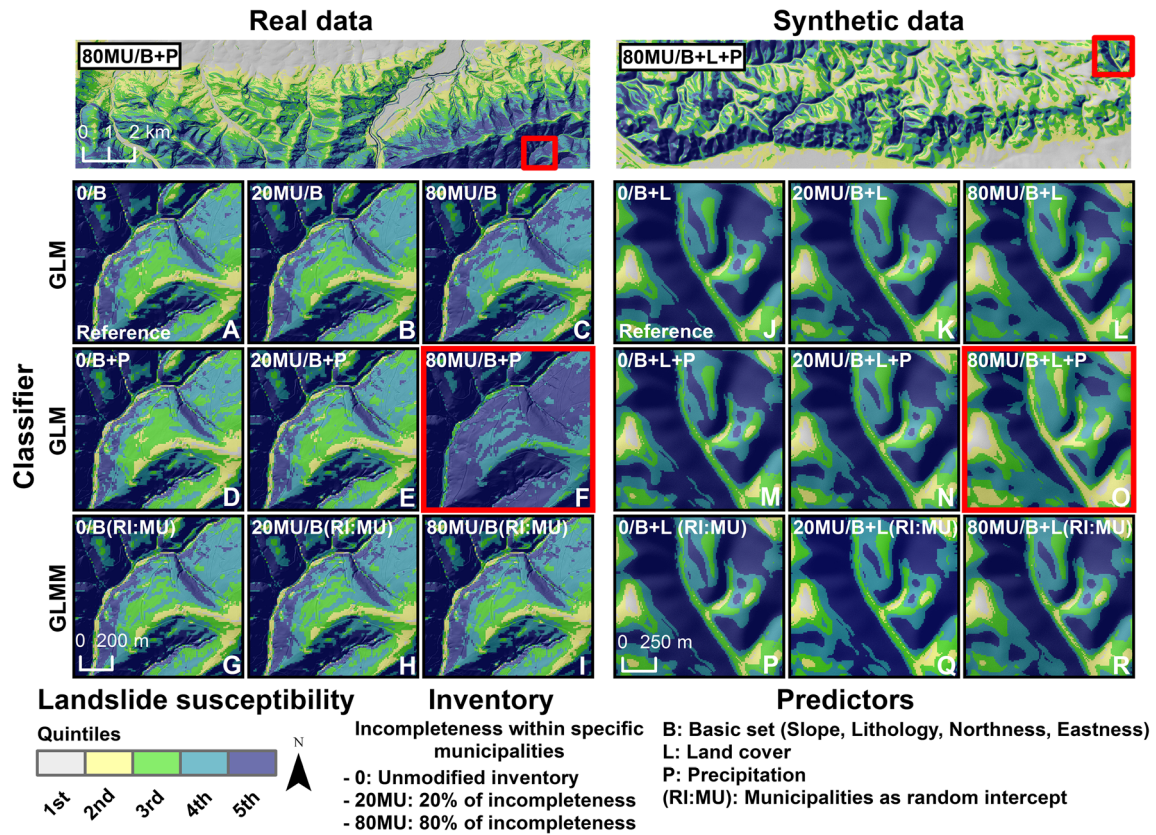 Real data
Synthetic data
80MU/B+P
80MU/B+L+P
0 1 2 km
0/B
20MU/B
80MU/B
0/B+L
20MU/B+L
80MU/B+L
Reference
A
B
C
Reference
J
K
L
0/B+P
20MU/B+P
80MU/B+P
0/B+L+P
20MU/B+L+P
80MU/B+L+P
D
E
F
M
N
O
0/B(RI:MU)
20MU/B(RI:MU)
80MU/B(RI:MU)
0/B+L (RI:MU)
20MU/B+L(RI:MU)
80MU/B+L(RI:MU)
0 200 m
G
H
I
0 250 m
P
Q
R
Classifier
GLM
GLM
GLMM
Landslide susceptibility
Quintiles
1st
2nd
3rd
4th
5th
N
Inventory
Incompleteness within specific
municipalities
- 0: Unmodified inventory
- 20MU: 20% of incompleteness
- 80MU: 80% of incompleteness
Predictors
B: Basic set (Slope, Lithology, Northness, Eastness)
L: Land cover
P: Precipitation
(RI:MU): Municipalities as random intercept